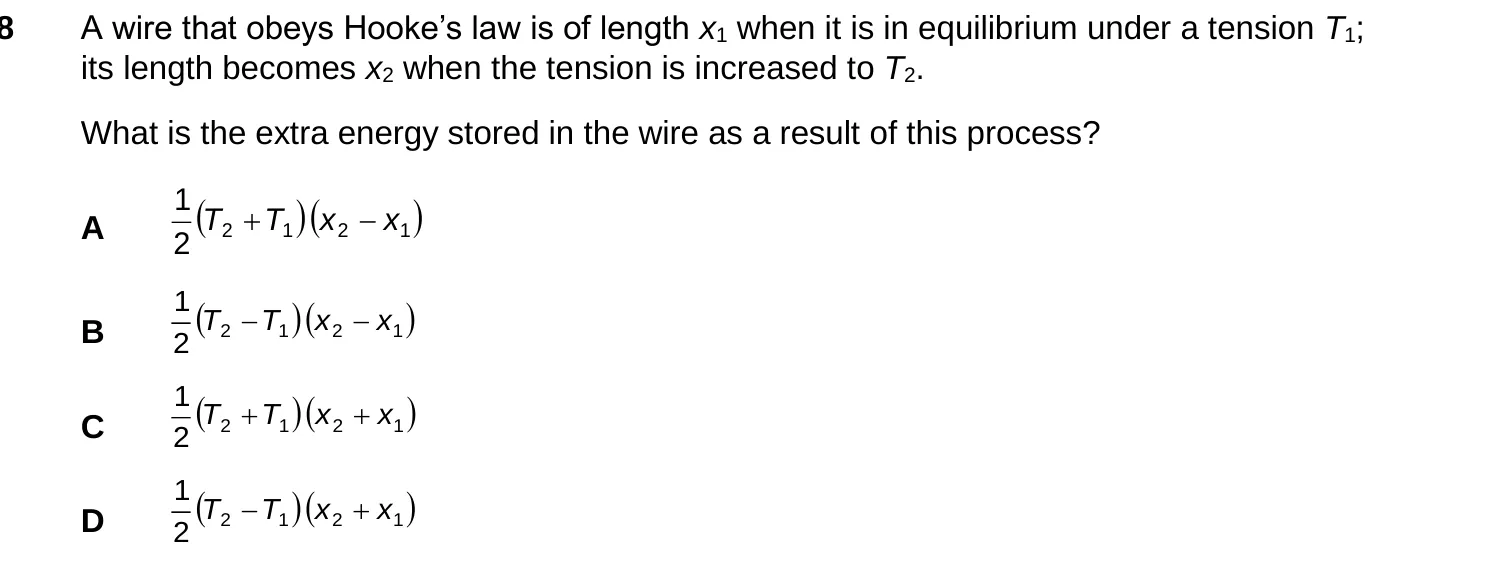 8 A wire that obeys Hooke’s law is of length x₁ when it is in equilibrium under a tension T₁;
its length becomes x₂ when the tension is increased to T₂.
What is the extra energy stored in the wire as a result of this process?
A 1/2 (T₂ + T₁)(x₂ − x₁)
B 1/2 (T₂ − T₁)(x₂ − x₁)
C 1/2 (T₂ + T₁)(x₂ + x₁)
D 1/2 (T₂ − T₁)(x₂ + x₁)